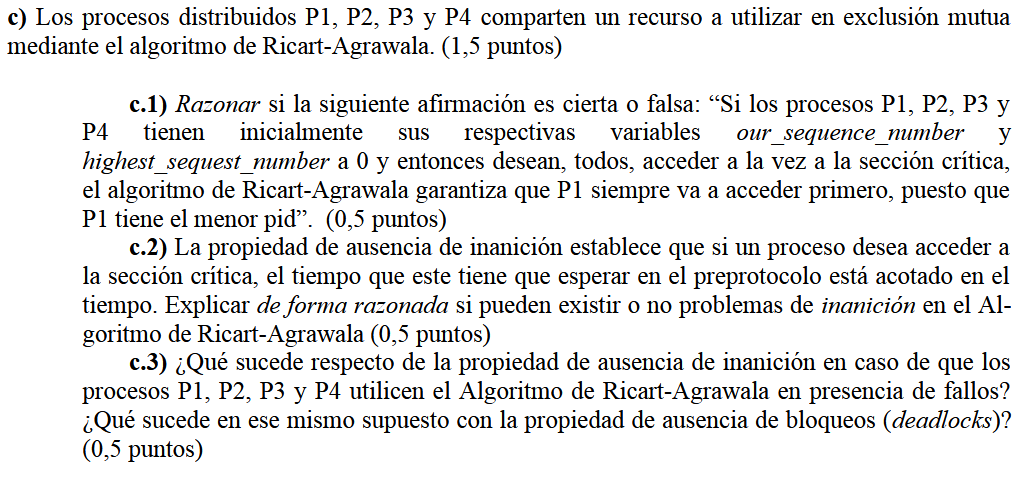 c) Los procesos distribuidos P1, P2, P3 y P4 comparten un recurso a utilizar en exclusión mutua
mediante el algoritmo de Ricart-Agrawala. (1,5 puntos)
c.1) Razonar si la siguiente afirmación es cierta o falsa: “Si los procesos P1, P2, P3 y
P4 tienen inicialmente sus respectivas variables our_sequence_number y
highest_sequest_number a 0 y entonces desean, todos, acceder a la vez a la sección crítica,
el algoritmo de Ricart-Agrawala garantiza que P1 siempre va a acceder primero, puesto que
P1 tiene el menor pid”. (0,5 puntos)
c.2) La propiedad de ausencia de inanición establece que si un proceso desea acceder a
la sección crítica, el tiempo que este tiene que esperar en el preprotocolo está acotado en el
tiempo. Explicar de forma razonada si pueden existir o no problemas de inanición en el Al-
goritmo de Ricart-Agrawala (0,5 puntos)
c.3) ¿Qué sucede respecto de la propiedad de ausencia de inanición en caso de que los
procesos P1, P2, P3 y P4 utilicen el Algoritmo de Ricart-Agrawala en presencia de fallos?
¿Qué sucede en ese mismo supuesto con la propiedad de ausencia de bloqueos (deadlocks)?
(0,5 puntos)